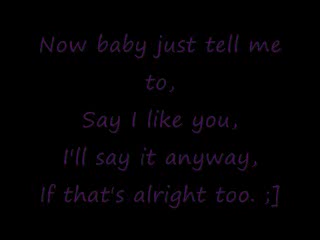 Now baby just tell me
to,
Say I like you,
I'll say it anyway,
If that's alright too. ;]